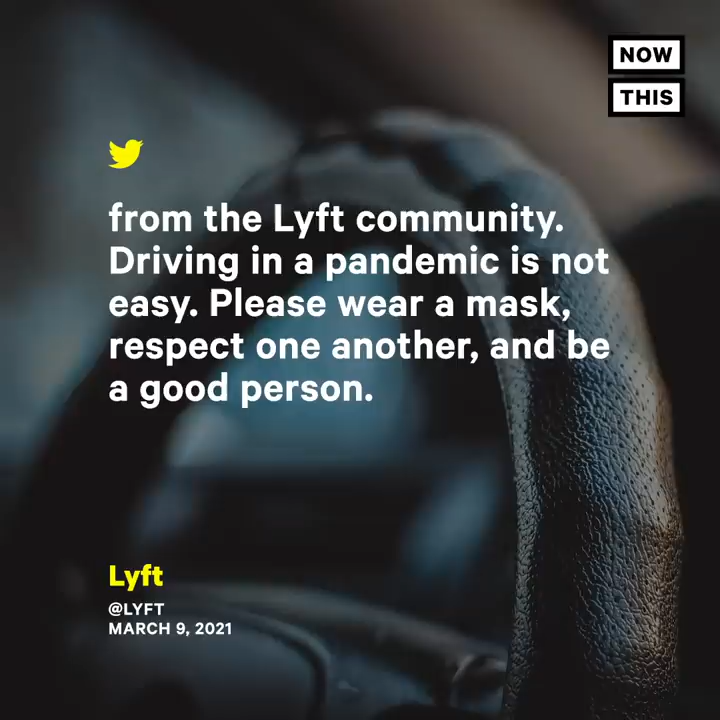 NOW
THIS
from the Lyft community.
Driving in a pandemic is not
easy. Please wear a mask,
respect one another, and be
a good person.
Lyft
@LYFT
MARCH 9, 2021